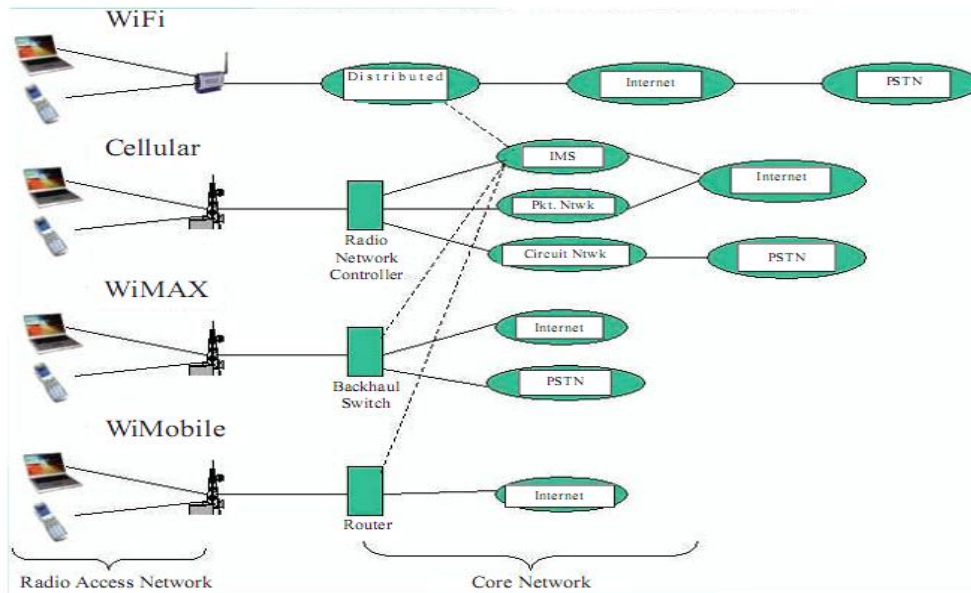 WiFi
Distributed
Internet
PSTN
Cellular
IMS
Internet
Pkt. Ntwk
Radio
Network
Controller
Circuit Ntwk
PSTN
WiMAX
Internet
Backhaul
Switch
PSTN
WiMobile
Internet
Router
Radio Access Network
Core Network